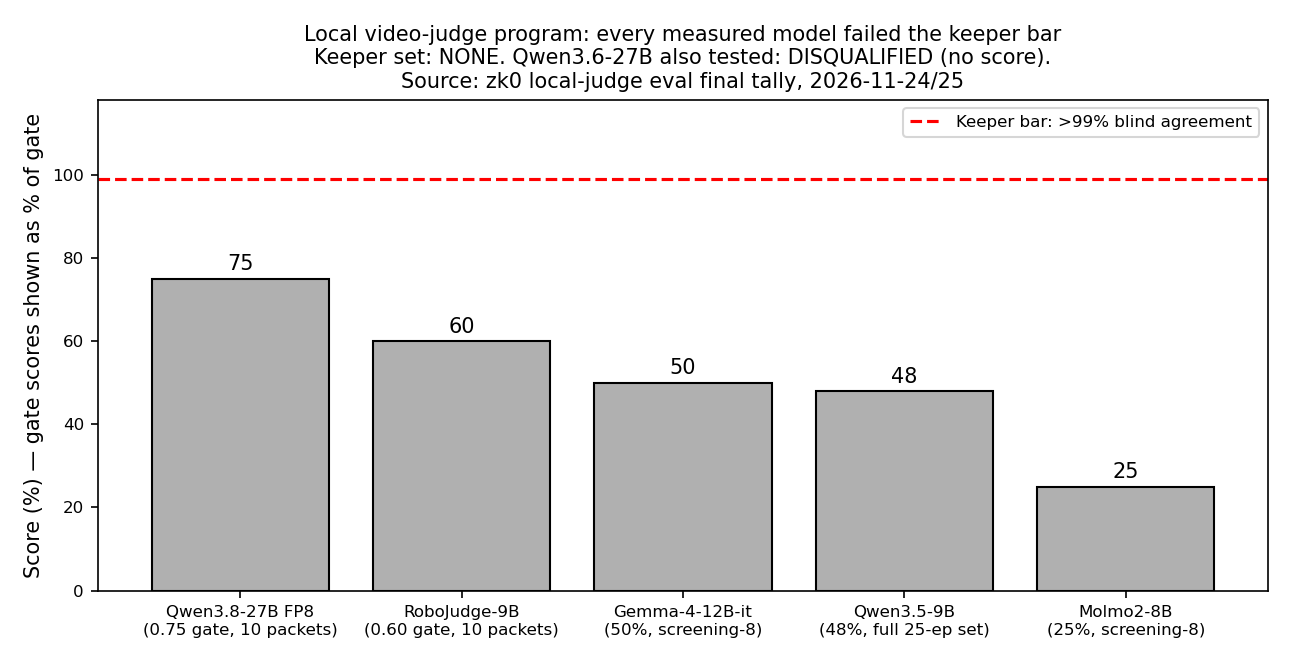 Local video-judge program: every measured model failed the keeper bar
Keeper set: NONE. Qwen3.6-27B also tested: DISQUALIFIED (no score).
Source: zk0 local-judge eval final tally, 2026-11-24/25
Keeper bar: >99% blind agreement
Score (%) — gate scores shown as % of gate
100
80
60
40
20
0
75
60
50
48
25
Qwen3.8-27B FP8
(0.75 gate, 10 packets)
RoboJudge-9B
(0.60 gate, 10 packets)
Gemma-4-12B-it
(50%, screening-8)
Qwen3.5-9B
(48%, full 25-ep set)
Molmo2-8B
(25%, screening-8)